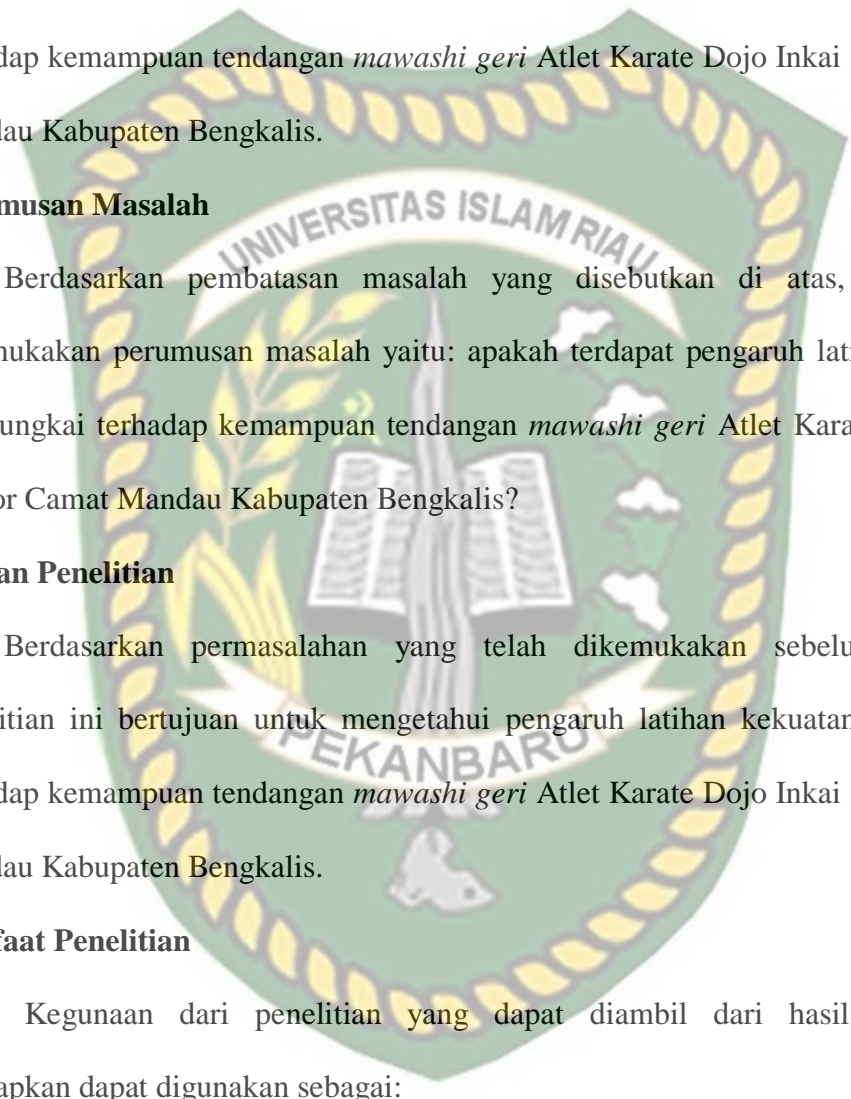 dap kemampuan tendangan mawashi geri Atlet Karate Dojo Inkai
dau Kabupaten Bengkalis.
musan Masalah
UNIVERSITAS ISLAM RIAU
Berdasarkan pembatasan masalah yang disebutkan di atas,
mukakan perumusan masalah yaitu: apakah terdapat pengaruh lati
ungkai terhadap kemampuan tendangan mawashi geri Atlet Kara
or Camat Mandau Kabupaten Bengkalis?
an Penelitian
Berdasarkan permasalahan yang telah dikemukakan sebelu
itian ini bertujuan untuk mengetahui pengaruh latihan kekuatan
PEKANBARU
dap kemampuan tendangan mawashi geri Atlet Karate Dojo Inkai
dau Kabupaten Bengkalis.
faat Penelitian
Kegunaan dari penelitian yang dapat diambil dari hasil
apkan dapat digunakan sebagai: